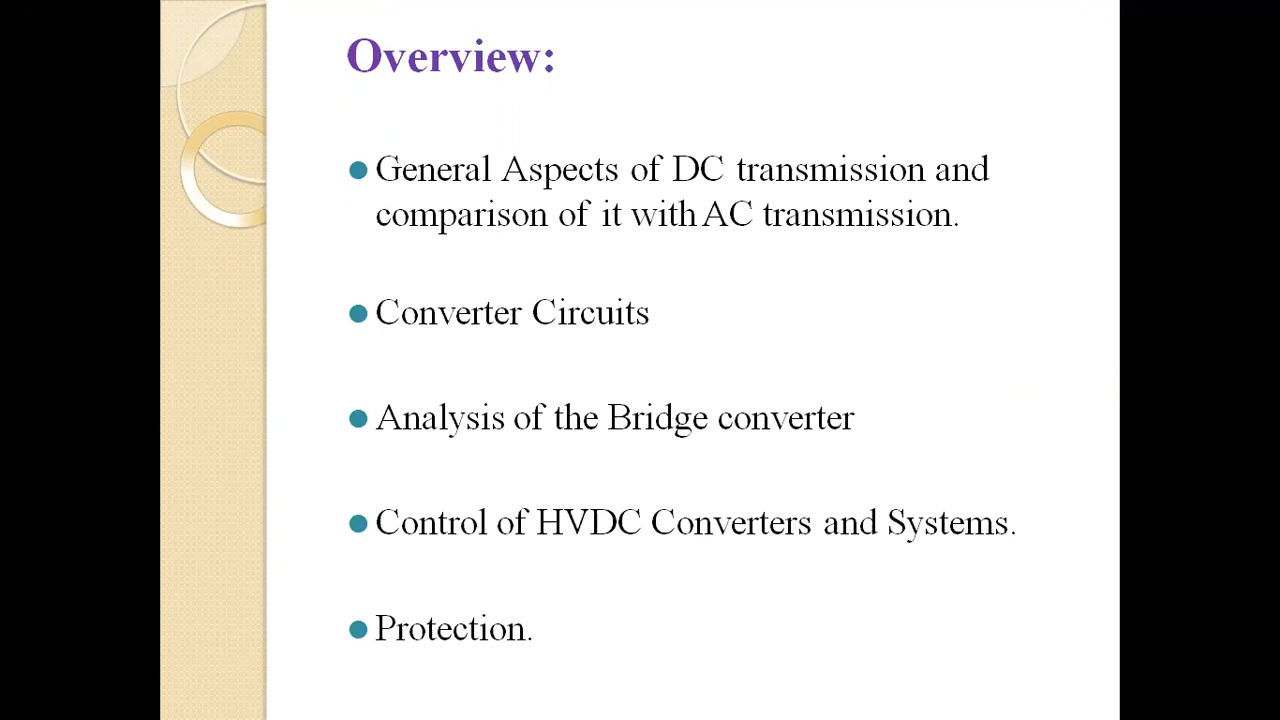 Overview:
General Aspects of DC transmission and
comparison of it with AC transmission.
Converter Circuits
Analysis of the Bridge converter
Control of HVDC Converters and Systems.
Protection.